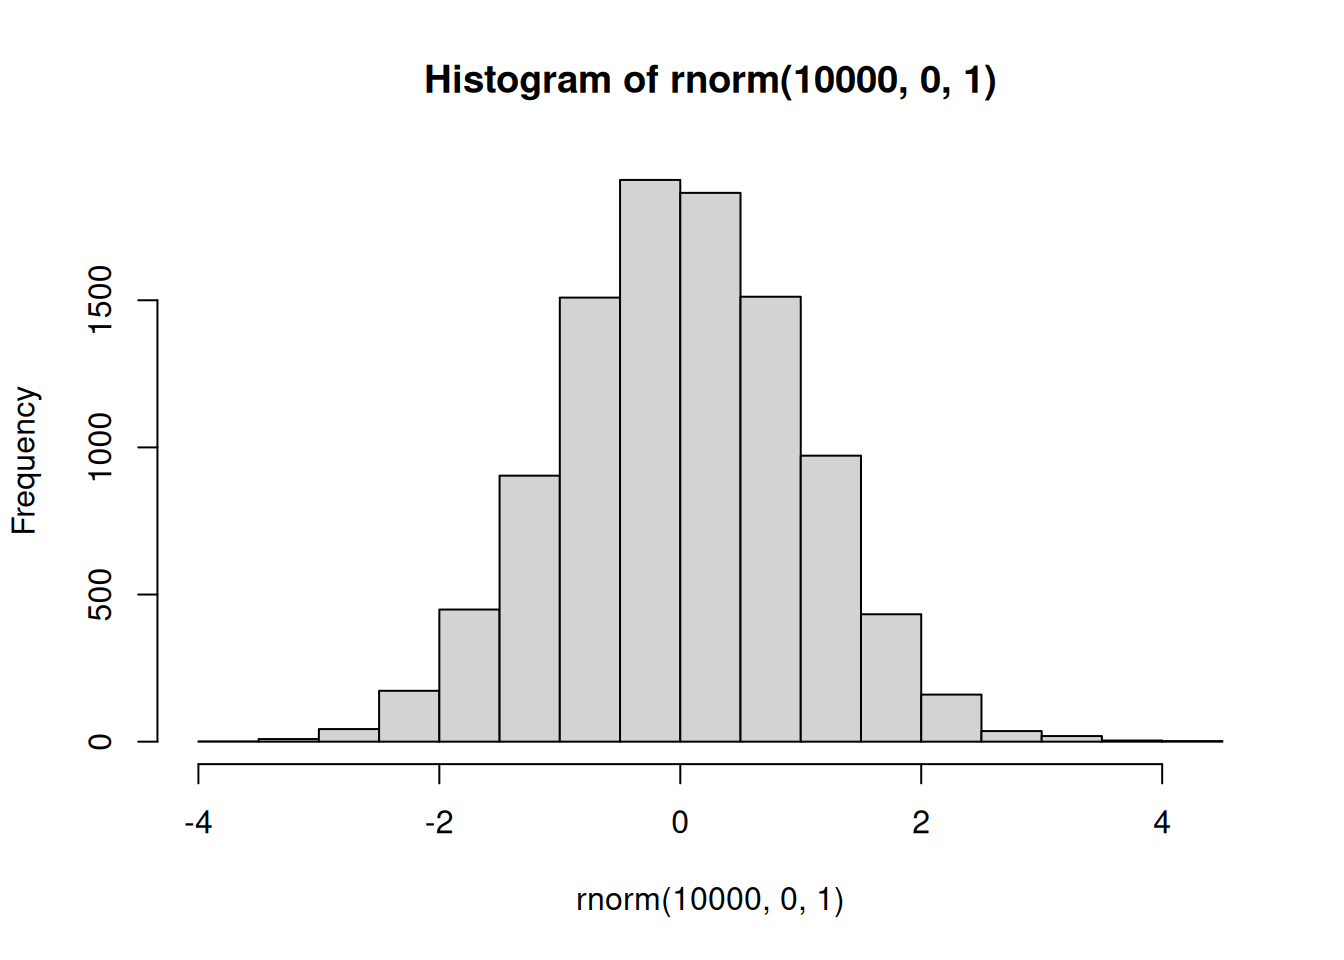 Histogram of rnorm(10000, 0, 1)
Frequency
1500
1000
500
0
-4 -2 0 2 4
rnorm(10000, 0, 1)